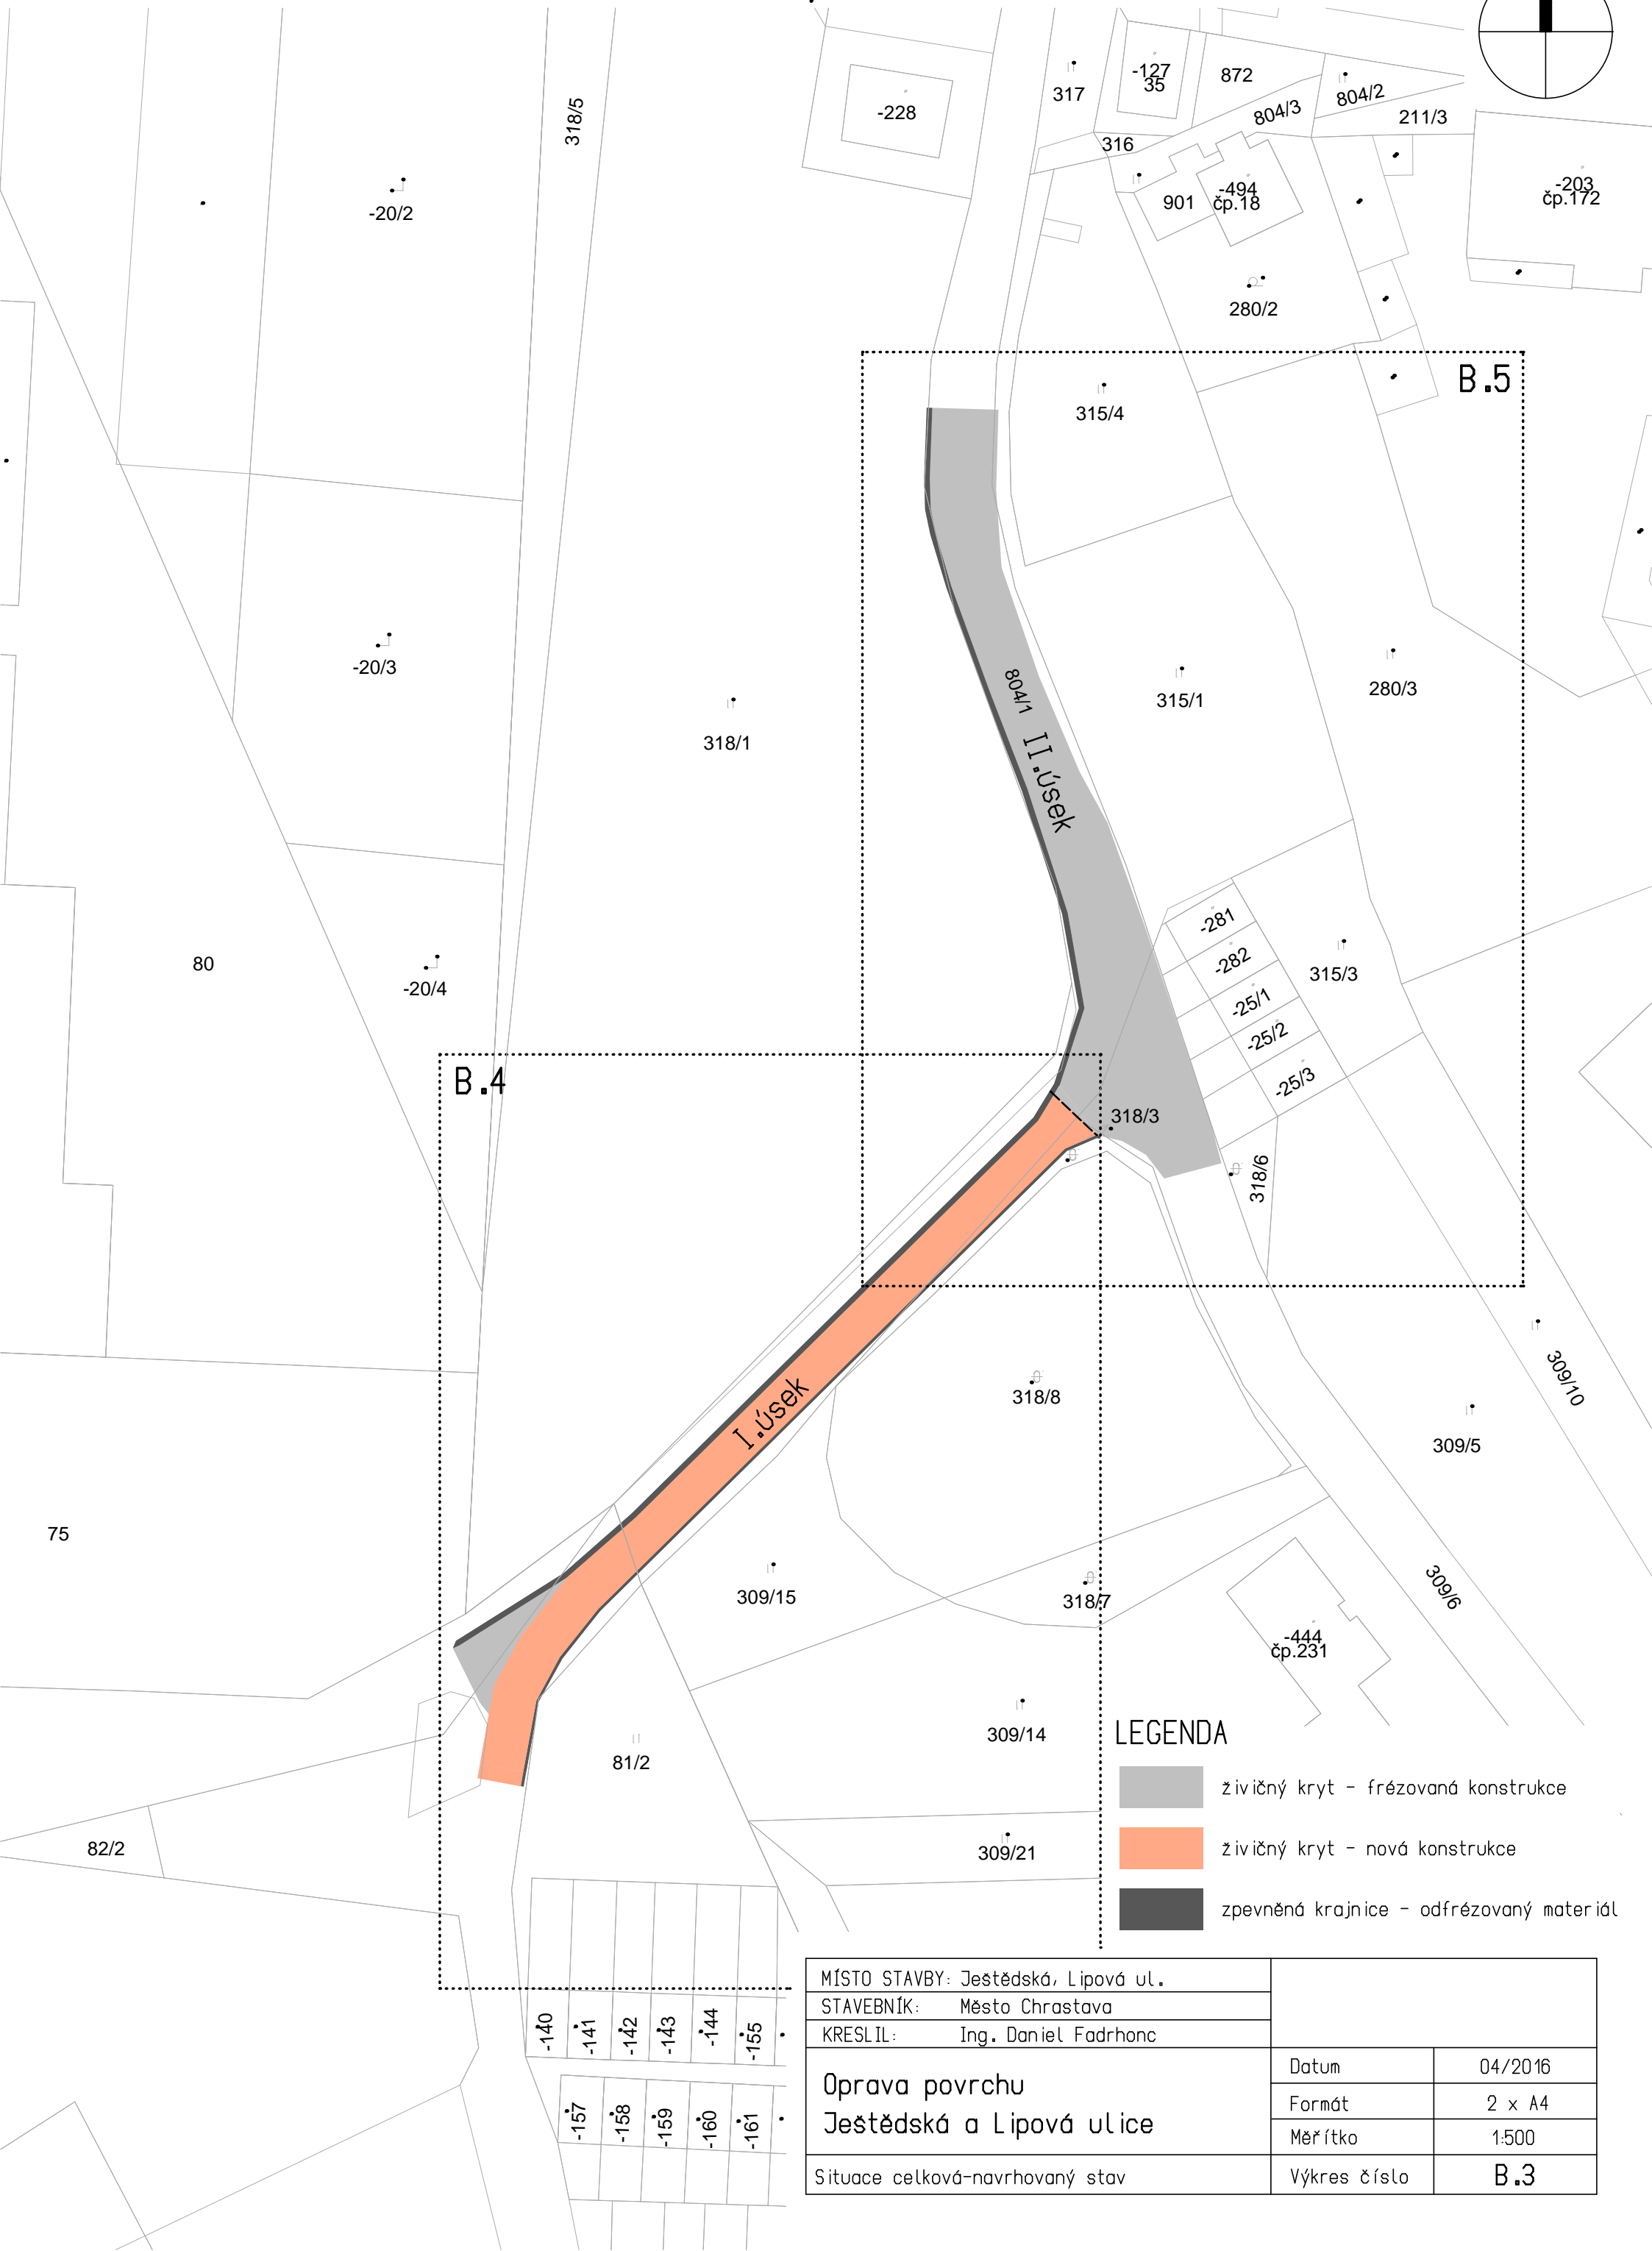 318/5
-228
317
-127
35
872
804/3
804/2
211/3
316
-20/2
901
-494
čp.18
-203
čp.172
280/2
B.5
315/4
-20/3
318/1
804/1
II.úsek
315/1
280/3
80
-20/4
-281
-282
-25/1
-25/2
-25/3
315/3
B.4
318/3
318/6
I.úsek
318/8
309/10
309/5
75
309/15
318/7
309/6
-444
čp.231
309/14
81/2
82/2
309/21
LEGENDA
živičný kryt - frézovaná konstrukce
živičný kryt - nová konstrukce
zpevněná krajnice - odfrézovaný materiál
-140
-141
-142
-143
-144
-155
-157
-158
-159
-160
-161
MÍSTO STAVBY: Ještědská, Lipová ul.
STAVEBNÍK: Město Chrastava
KRESLIL: Ing. Daniel Fadrhonc
Oprava povrchu
Ještědská a Lipová ulice
Situace celková-navrhovaný stav
Datum 04/2016
Formát 2 x A4
Měřítko 1:500
Výkres číslo B.3